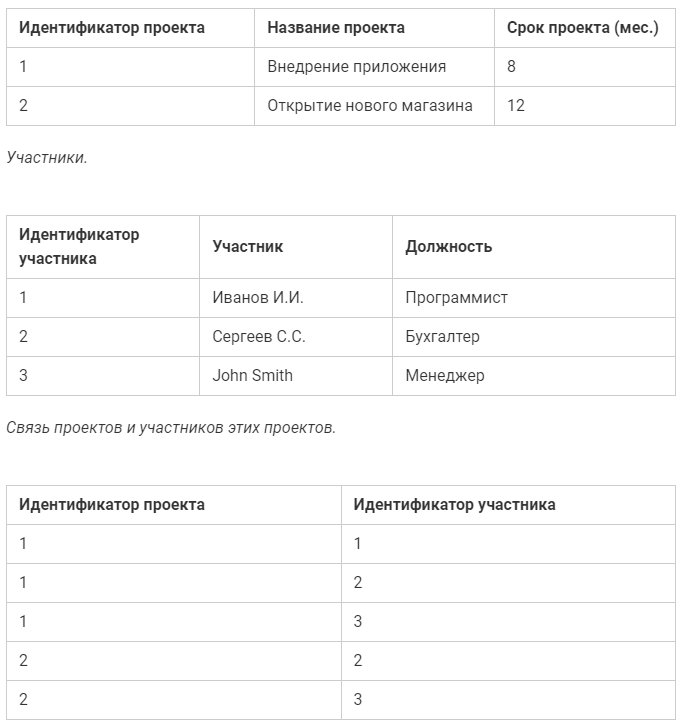 Идентификатор проекта Название проекта Срок проекта (мес.)
1 Внедрение приложения 8
2 Открытие нового магазина 12
Участники.
Идентификатор
участника Участник Должность
1 Иванов И.И. Программист
2 Сергеев С.С. Бухгалтер
3 John Smith Менеджер
Связь проектов и участников этих проектов.
Идентификатор проекта Идентификатор участника
1 1
1 2
1 3
2 2
2 3